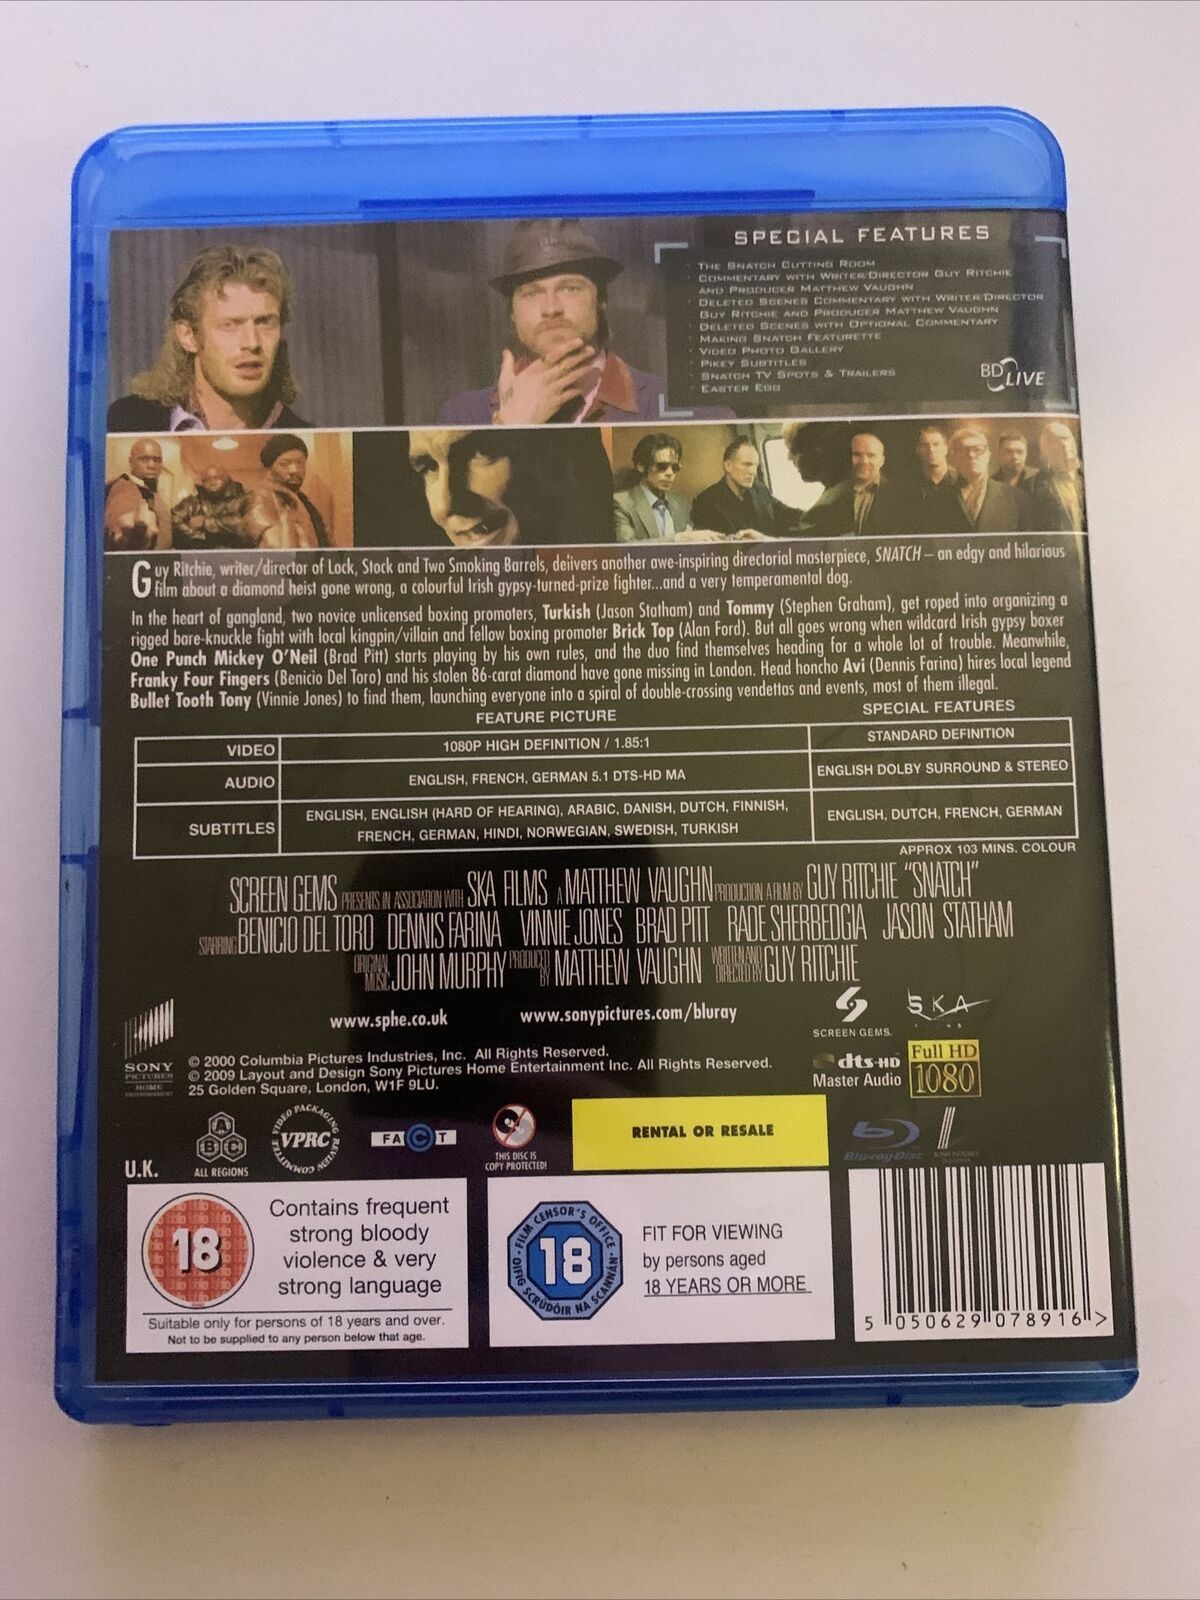 SPECIAL FEATURES
· THE SNATCH CUTTING ROOM
· COMMENTARY WITH WRITER/DIRECTOR GUY RITCHIE
AND PRODUCER MATTHEW VAUGHN
· DELETED SCENES COMMENTARY WITH WRITER/DIRECTOR
GUY RITCHIE AND PRODUCER MATTHEW VAUGHN
· DELETED SCENES WITH OPTIONAL COMMENTARY
· MAKING SNATCH FEATURETTE
· VIDEO PHOTO GALLERY
· PIKEY SUBTITLES
· SNATCH TV SPOTS & TRAILERS
· EASTER EGG
BD LIVE
Guy Ritchie, writer/director of Lock, Stock and Two Smoking Barrels, delivers another awe-inspiring directorial masterpiece, SNATCH – an edgy and hilarious
film about a diamond heist gone wrong, a colourful Irish gypsy-turned-prize fighter...and a very temperamental dog.
In the heart of gangland, two novice unlicensed boxing promoters, Turkish (Jason Statham) and Tommy (Stephen Graham), get roped into organizing a
rigged bare-knuckle fight with local kingpin/villain and fellow boxing promoter Brick Top (Alan Ford). But all goes wrong when wildcard Irish gypsy boxer
One Punch Mickey O'Neil (Brad Pitt) starts playing by his own rules, and the duo find themselves heading for a whole lot of trouble. Meanwhile,
Franky Four Fingers (Benicio Del Toro) and his stolen 86-carat diamond have gone missing in London. Head honcho Avi (Dennis Farina) hires local legend
Bullet Tooth Tony (Vinnie Jones) to find them, launching everyone into a spiral of double-crossing vendettas and events, most of them illegal.
FEATURE PICTURE SPECIAL FEATURES
VIDEO 1080P HIGH DEFINITION / 1.85:1 STANDARD DEFINITION
AUDIO ENGLISH, FRENCH, GERMAN 5.1 DTS-HD MA ENGLISH DOLBY SURROUND & STEREO
SUBTITLES ENGLISH, ENGLISH (HARD OF HEARING), ARABIC, DANISH, DUTCH, FINNISH,
FRENCH, GERMAN, HINDI, NORWEGIAN, SWEDISH, TURKISH ENGLISH, DUTCH, FRENCH, GERMAN
APPROX 103 MINS. COLOUR
SCREEN GEMS PRESENTS IN ASSOCIATION WITH SKA FILMS A MATTHEW VAUGHN PRODUCTION A FILM BY GUY RITCHIE "SNATCH"
STARRING BENICIO DEL TORO DENNIS FARINA VINNIE JONES BRAD PITT RADE SHERBEDGIA JASON STATHAM
ORIGINAL MUSIC JOHN MURPHY PRODUCED BY MATTHEW VAUGHN WRITTEN AND DIRECTED BY GUY RITCHIE
www.sphe.co.uk www.sonypictures.com/bluray
SCREEN GEMS
SKA
FILMS
SONY
PICTURES
HOME
ENTERTAINMENT
© 2000 Columbia Pictures Industries, Inc. All Rights Reserved.
© 2009 Layout and Design Sony Pictures Home Entertainment Inc. All Rights Reserved.
25 Golden Square, London, W1F 9LU.
dts-HD
Master Audio
Full HD
1080
U.K.
A B C
ALL REGIONS
VIDEO PACKAGING REVIEW COMMITTEE
VPRC
FACT
THIS DISC IS
COPY PROTECTED!
RENTAL OR RESALE
Blu-ray Disc
18
Contains frequent
strong bloody
violence & very
strong language
Suitable only for persons of 18 years and over.
Not to be supplied to any person below that age.
FILM CENSOR'S OFFICE
18
OIFIG SCRÚDÓIR NA SCANNÁN
FIT FOR VIEWING
by persons aged
18 YEARS OR MORE
5 050629 078916 >